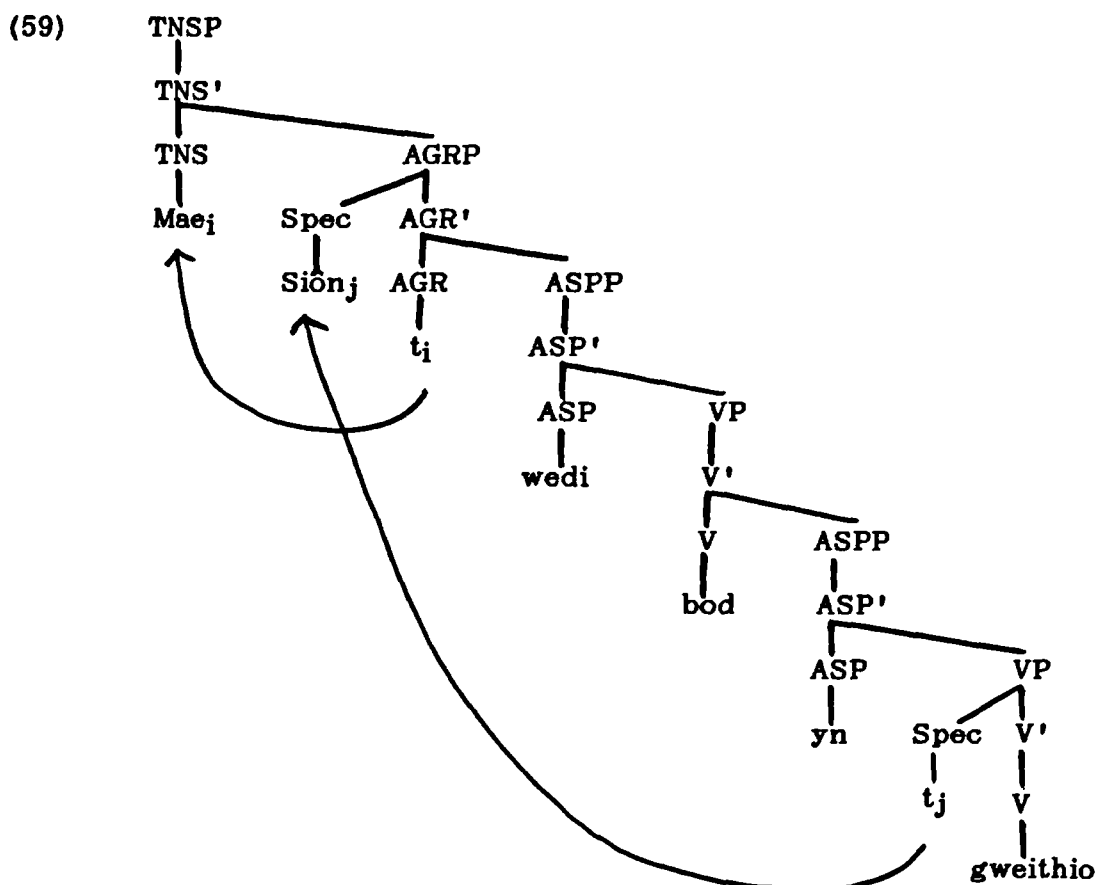 (59) TNSP
TNS'
TNS AGRP
Maeᵢ Spec AGR'
Siônⱼ AGR ASPP
tᵢ ASP'
ASP VP
wedi V'
V ASPP
bod ASP'
ASP VP
yn Spec V'
tⱼ V
gweithio